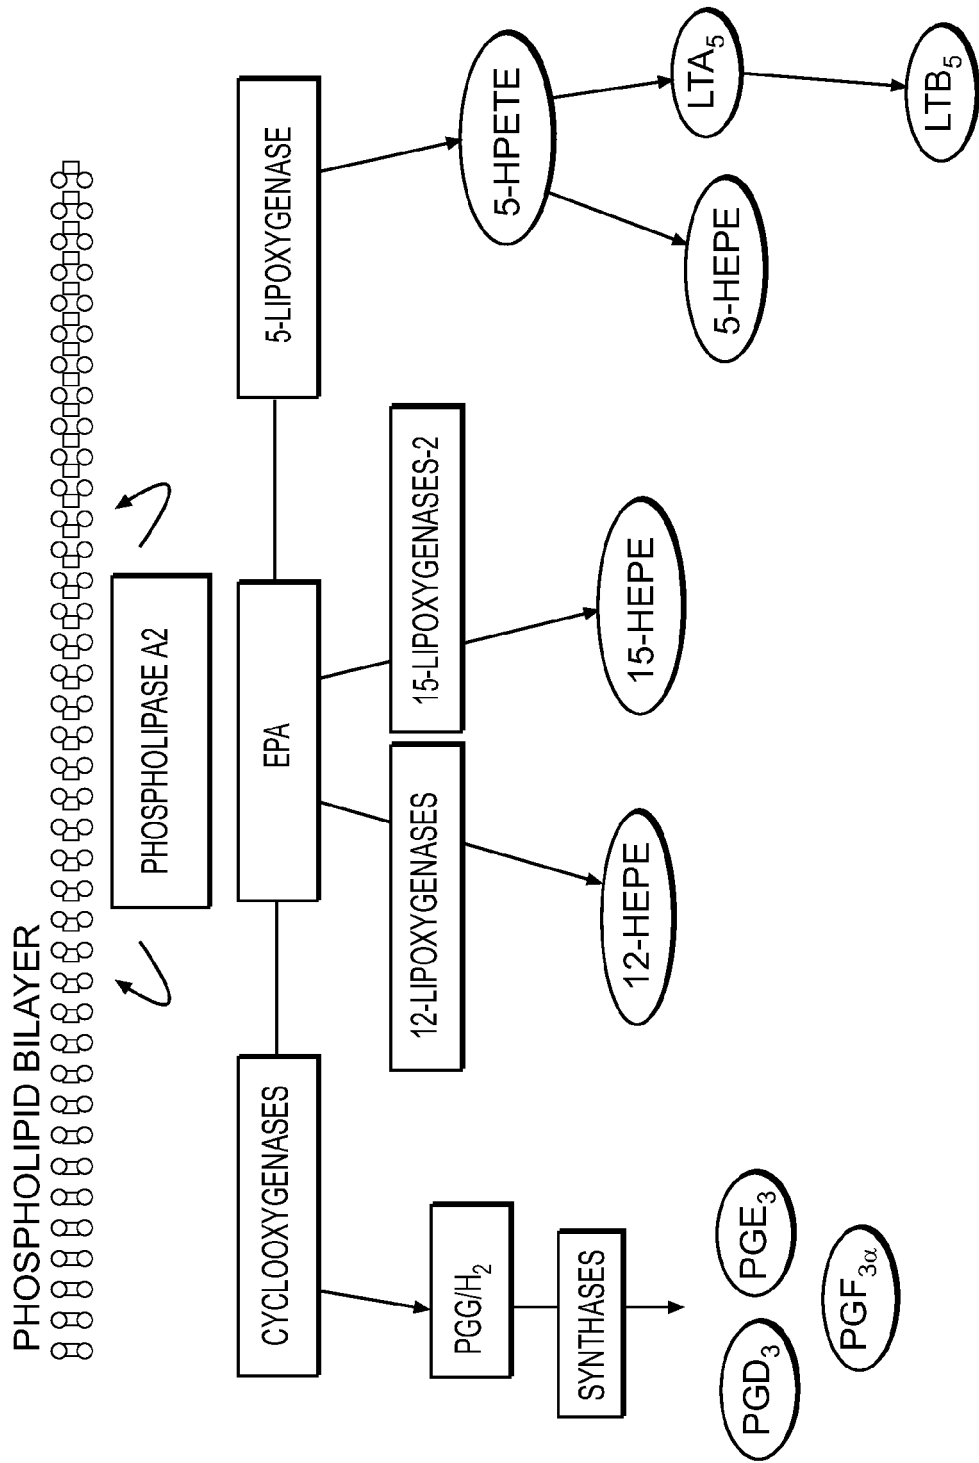 PHOSPHOLIPID BILAYER
PHOSPHOLIPASE A2
CYCLOOXYGENASES
EPA
5-LIPOXYGENASE
12-LIPOXYGENASES
15-LIPOXYGENASES-2
PGG/H₂
SYNTHASES
PGD₃
PGE₃
PGF₃α
12-HEPE
15-HEPE
5-HPETE
5-HEPE
LTA₅
LTB₅